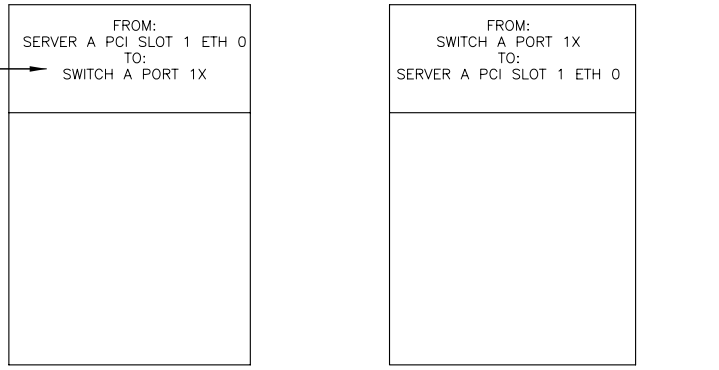 FROM:
SERVER A PCI SLOT 1 ETH 0
TO:
SWITCH A PORT 1X
FROM:
SWITCH A PORT 1X
TO:
SERVER A PCI SLOT 1 ETH 0